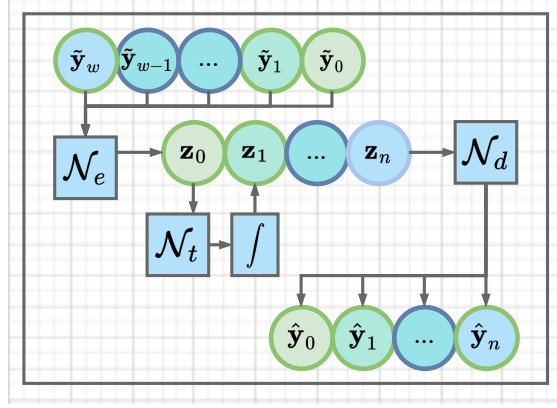 ỹ_w ỹ_{w−1} ... ỹ_1 ỹ_0
𝒩_e z_0 z_1 ... z_n 𝒩_d
𝒩_t ∫
ŷ_0 ŷ_1 ... ŷ_n